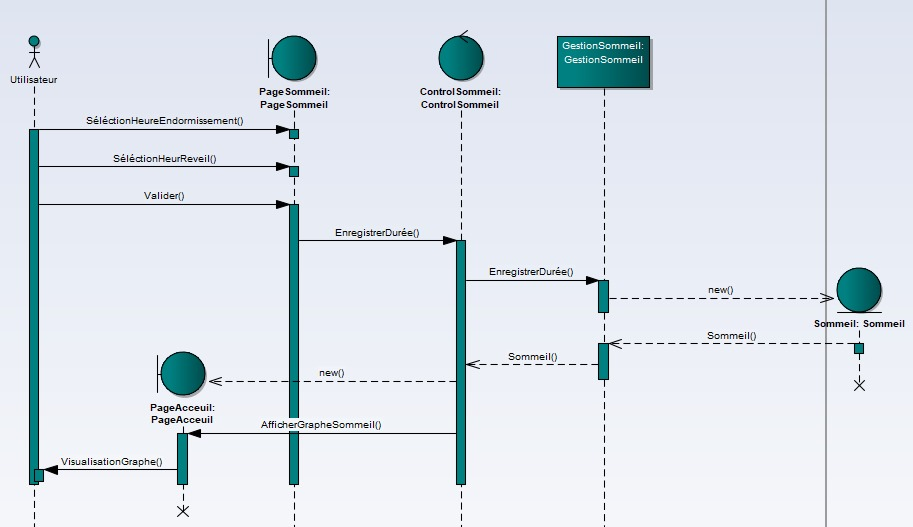 GestionSommeil:
GestionSommeil
Utilisateur
PageSommeil:
PageSommeil
ControlSommeil:
ControlSommeil
SéléctionHeureEndormissement()
SéléctionHeurReveil()
Valider()
EnregistrerDurée()
EnregistrerDurée()
new()
Sommeil: Sommeil
Sommeil()
Sommeil()
new()
PageAcceuil:
PageAcceuil
AfficherGrapheSommeil()
VisualisationGraphe()